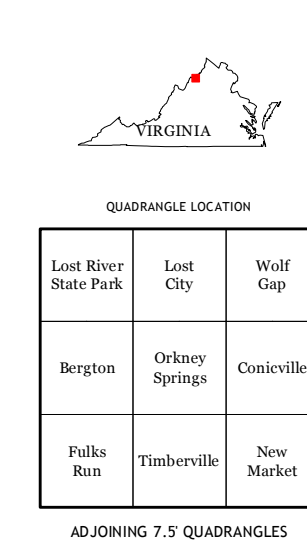 VIRGINIA
QUADRANGLE LOCATION
Lost River
State Park
Lost
City
Wolf
Gap
Bergton
Orkney
Springs
Conicville
Fulks
Run
Timberville
New
Market
ADJOINING 7.5' QUADRANGLES